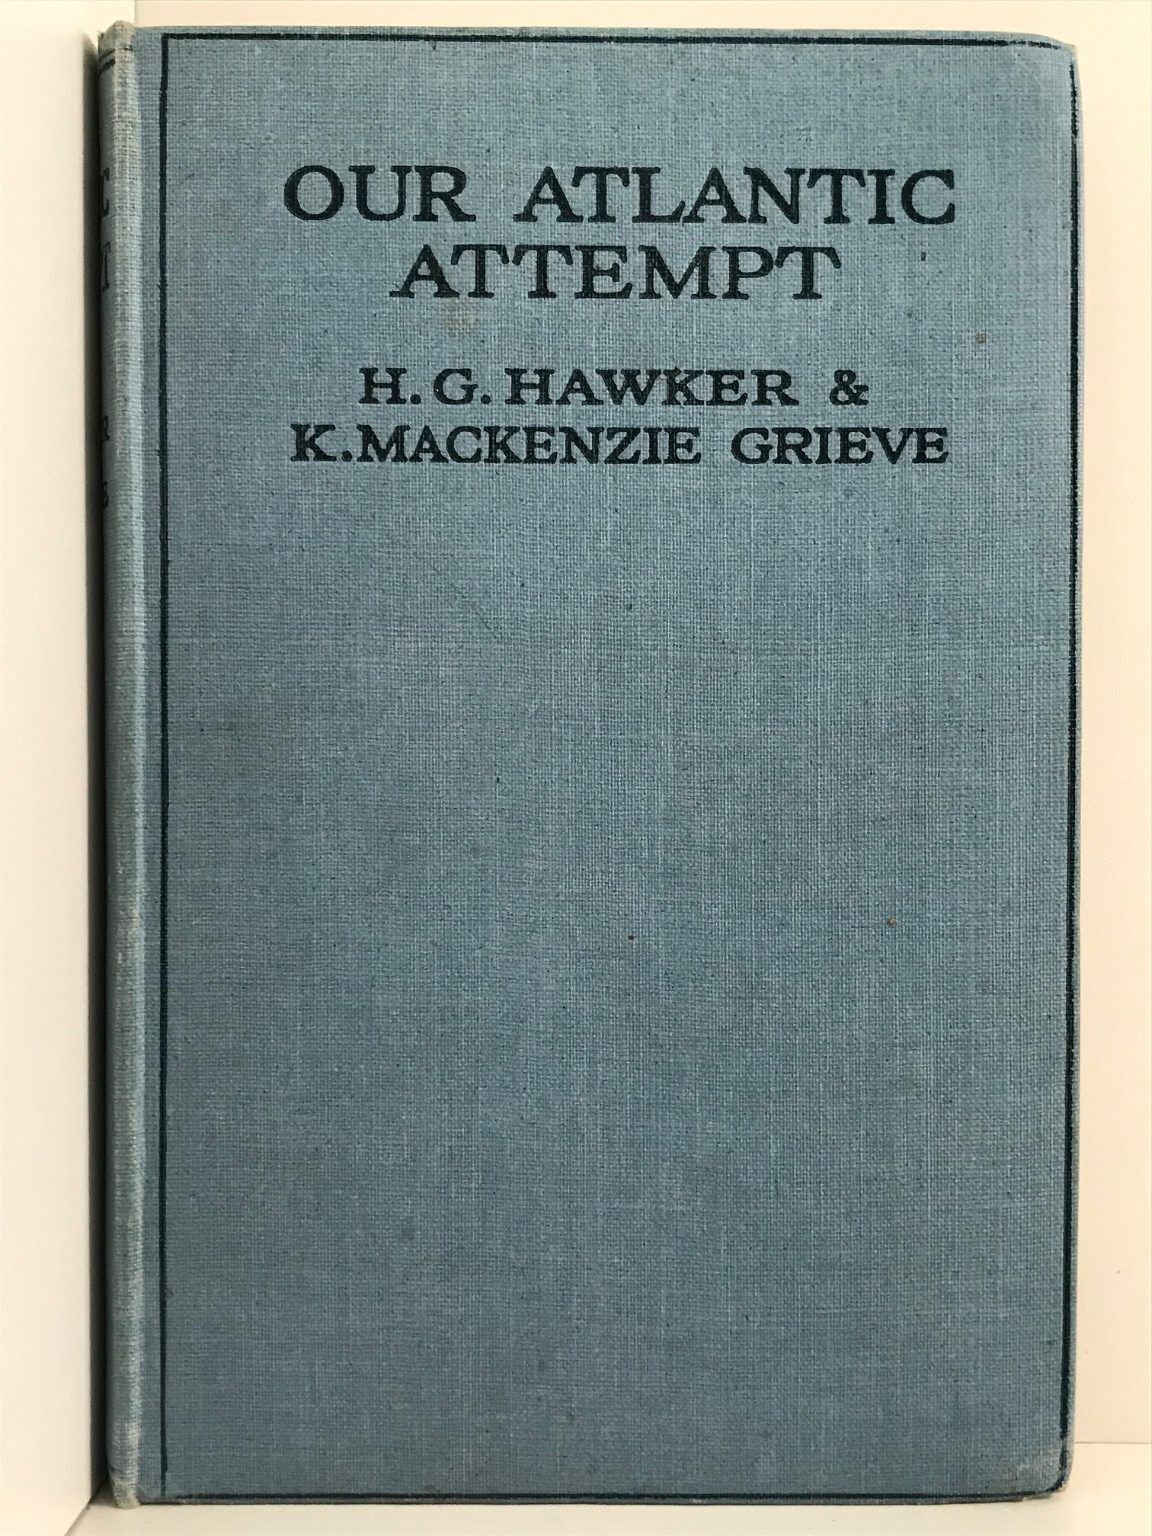 OUR ATLANTIC
ATTEMPT
H. G. HAWKER &
K. MACKENZIE GRIEVE